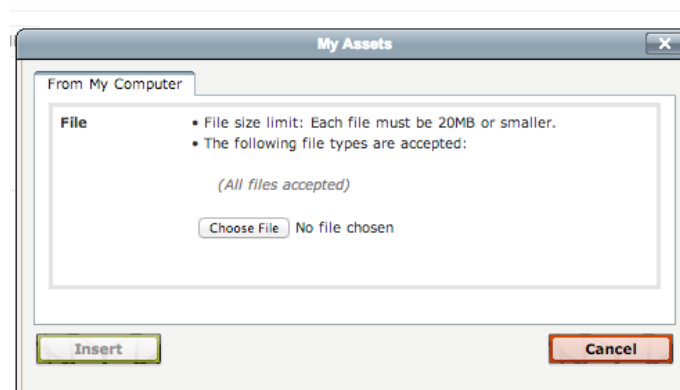 My Assets
From My Computer
File
• File size limit: Each file must be 20MB or smaller.
• The following file types are accepted:
(All files accepted)
Choose File No file chosen
Insert
Cancel